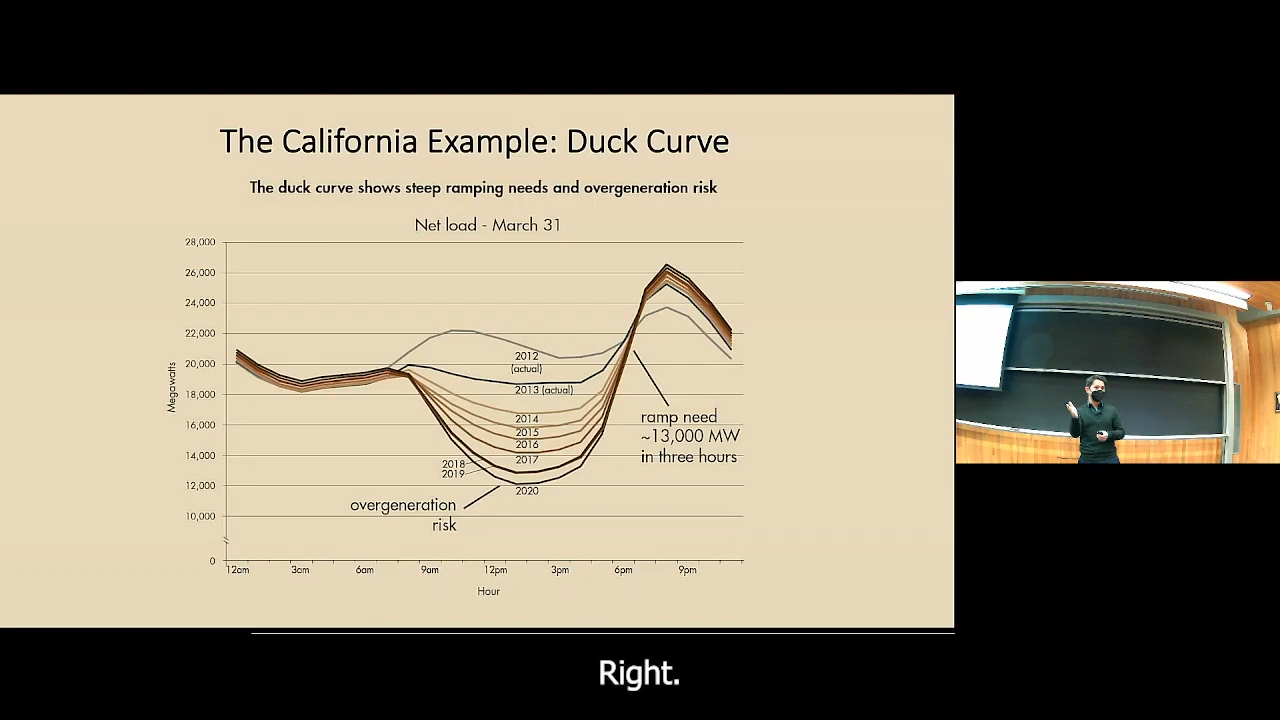 The California Example: Duck Curve
The duck curve shows steep ramping needs and overgeneration risk
Net load - March 31
28,000
26,000
24,000
22,000
20,000
18,000
16,000
14,000
12,000
10,000
0
Megawatts
2012
(actual)
2013 (actual)
2014
2015
2016
2017
2018
2019
2020
ramp need
~13,000 MW
in three hours
overgeneration
risk
12am 3am 6am 9am 12pm 3pm 6pm 9pm
Hour
Right.